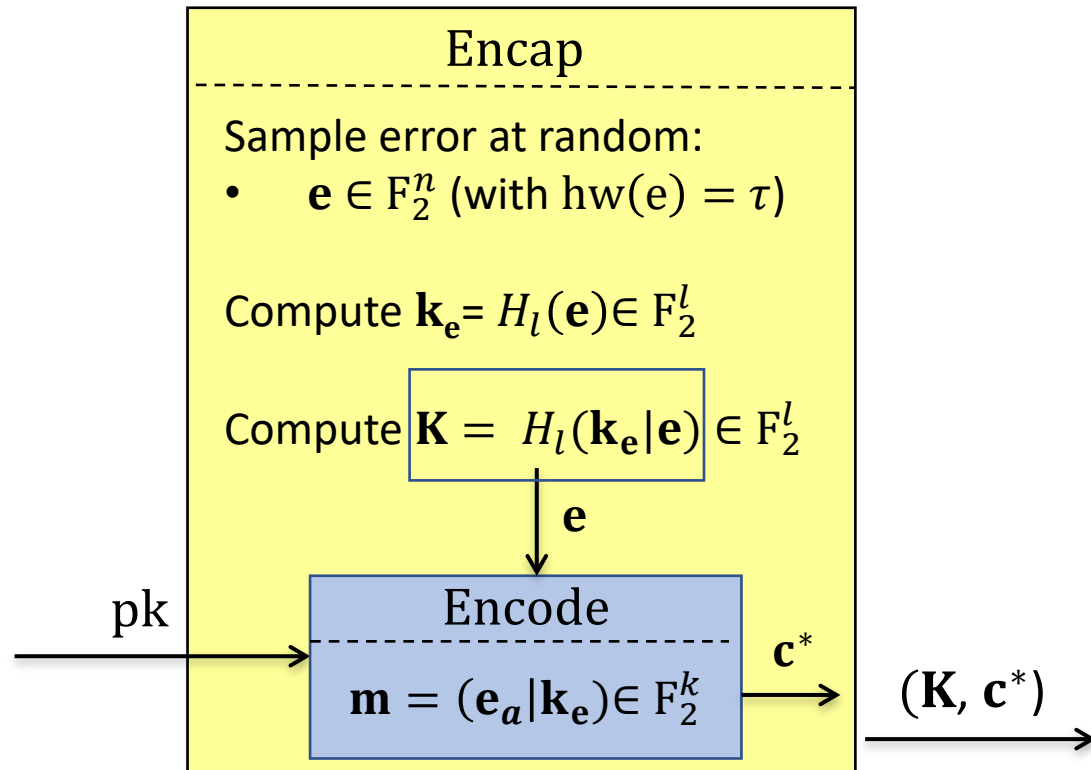 Encap
Sample error at random:
• 𝐞 ∈ F₂ⁿ (with hw(e) = 𝜏)
Compute 𝐤ₑ= 𝐻ₗ(𝐞)∈ F₂ˡ
Compute 𝐊 = 𝐻ₗ(𝐤ₑ|𝐞) ∈ F₂ˡ
𝐞
pk
Encode
𝐦 = (𝐞ₐ|𝐤ₑ)∈ F₂ᵏ
𝐜*
(𝐊, 𝐜*)